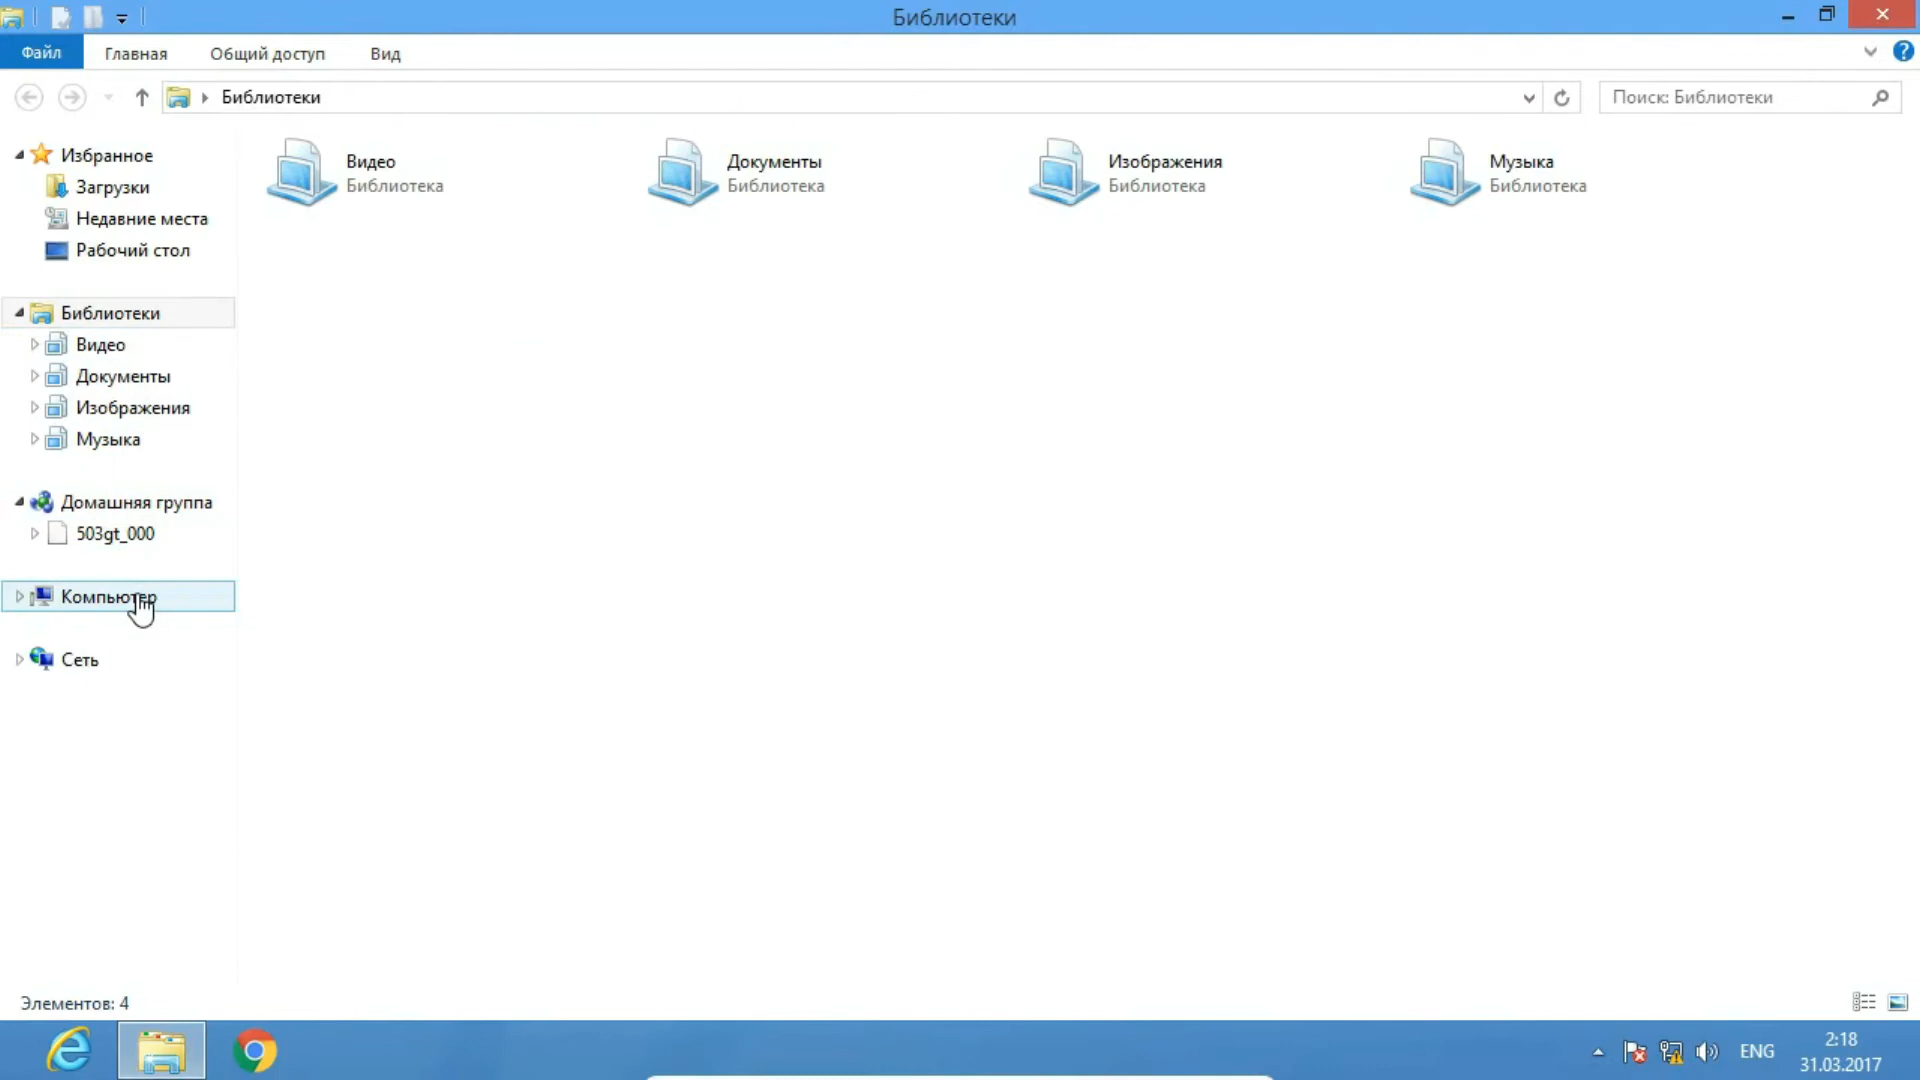 Библиотеки
Файл
Главная
Общий доступ
Вид
Библиотеки
Поиск: Библиотеки
Избранное
Загрузки
Недавние места
Рабочий стол
Библиотеки
Видео
Документы
Изображения
Музыка
Домашняя группа
503gt_000
Компьютер
Сеть
Видео
Библиотека
Документы
Библиотека
Изображения
Библиотека
Музыка
Библиотека
Элементов: 4
ENG
2:18
31.03.2017